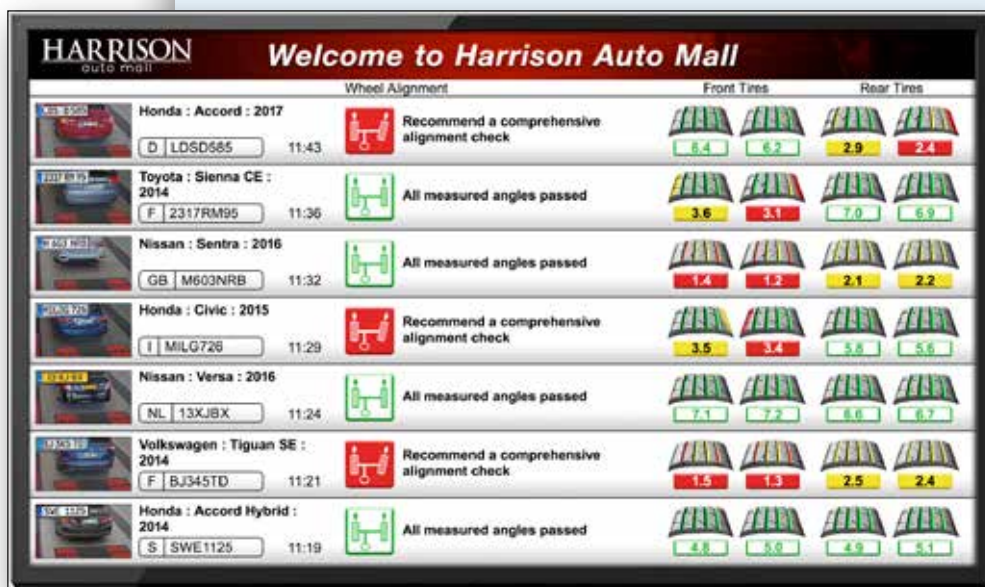 HARRISON
auto mall
Welcome to Harrison Auto Mall
Wheel Alignment Front Tires Rear Tires
Honda : Accord : 2017
D LDSD585 11:43
Recommend a comprehensive
alignment check
6.4 6.2 2.9 2.4
Toyota : Sienna CE :
2014
F 2317RM95 11:36
All measured angles passed
3.6 3.1 7.0 6.9
Nissan : Sentra : 2016
GB M603NRB 11:32
All measured angles passed
1.4 1.2 2.1 2.2
Honda : Civic : 2015
I MILG726 11:29
Recommend a comprehensive
alignment check
3.5 3.4 5.8 5.6
Nissan : Versa : 2016
NL 13XJBX 11:24
All measured angles passed
7.1 7.2 6.6 6.7
Volkswagen : Tiguan SE :
2014
F BJ345TD 11:21
Recommend a comprehensive
alignment check
1.5 1.3 2.5 2.4
Honda : Accord Hybrid :
2014
S SWE1125 11:19
All measured angles passed
4.8 5.0 4.9 5.1